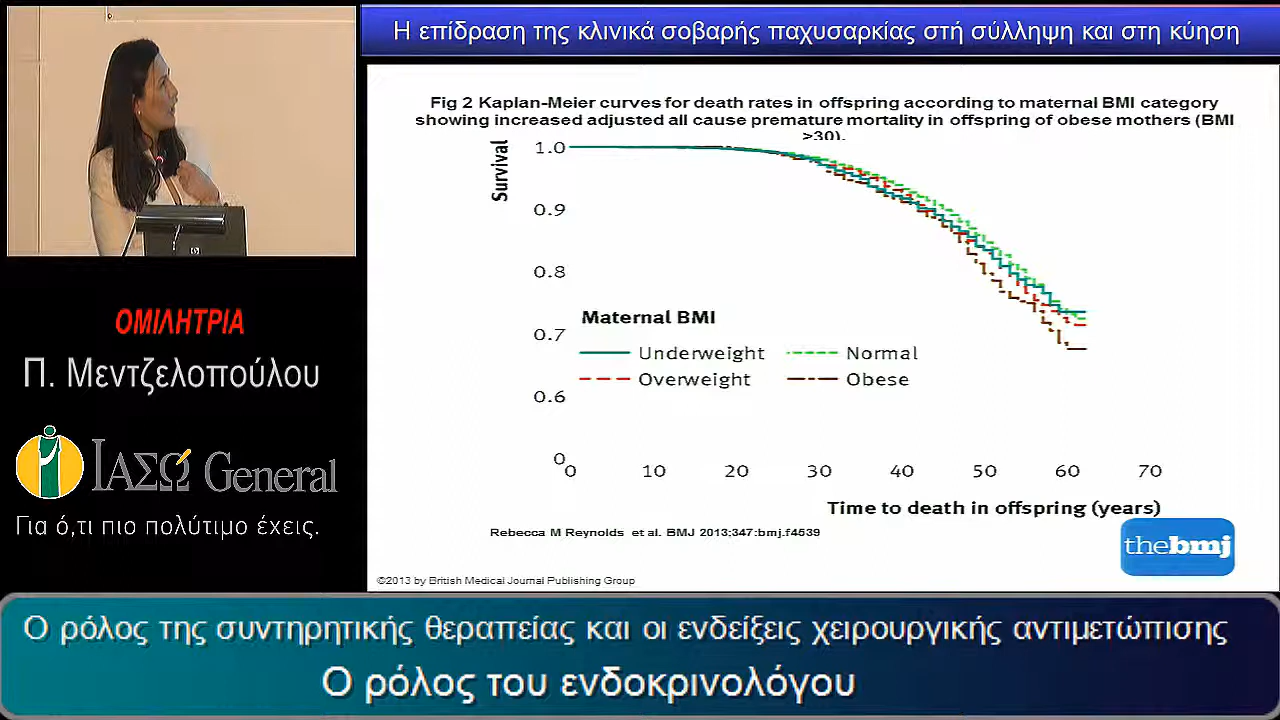 Η επίδραση της κλινικά σοβαρής παχυσαρκίας στή σύλληψη και στη κύηση
Fig 2 Kaplan-Meier curves for death rates in offspring according to maternal BMI category
showing increased adjusted all cause premature mortality in offspring of obese mothers (BMI
>30).
Survival
1.0
0.9
0.8
0.7
0.6
0
Maternal BMI
Underweight
Normal
Overweight
Obese
0 10 20 30 40 50 60 70
Time to death in offspring (years)
Rebecca M Reynolds et al. BMJ 2013;347:bmj.f4539
thebmj
©2013 by British Medical Journal Publishing Group
ΟΜΙΛΗΤΡΙΑ
Π. Μεντζελοπούλου
ΙΑΣΩ General
Για ό,τι πιο πολύτιμο έχεις.
hp
Ο ρόλος της συντηρητικής θεραπείας και οι ενδείξεις χειρουργικής αντιμετώπισης
Ο ρόλος του ενδοκρινολόγου